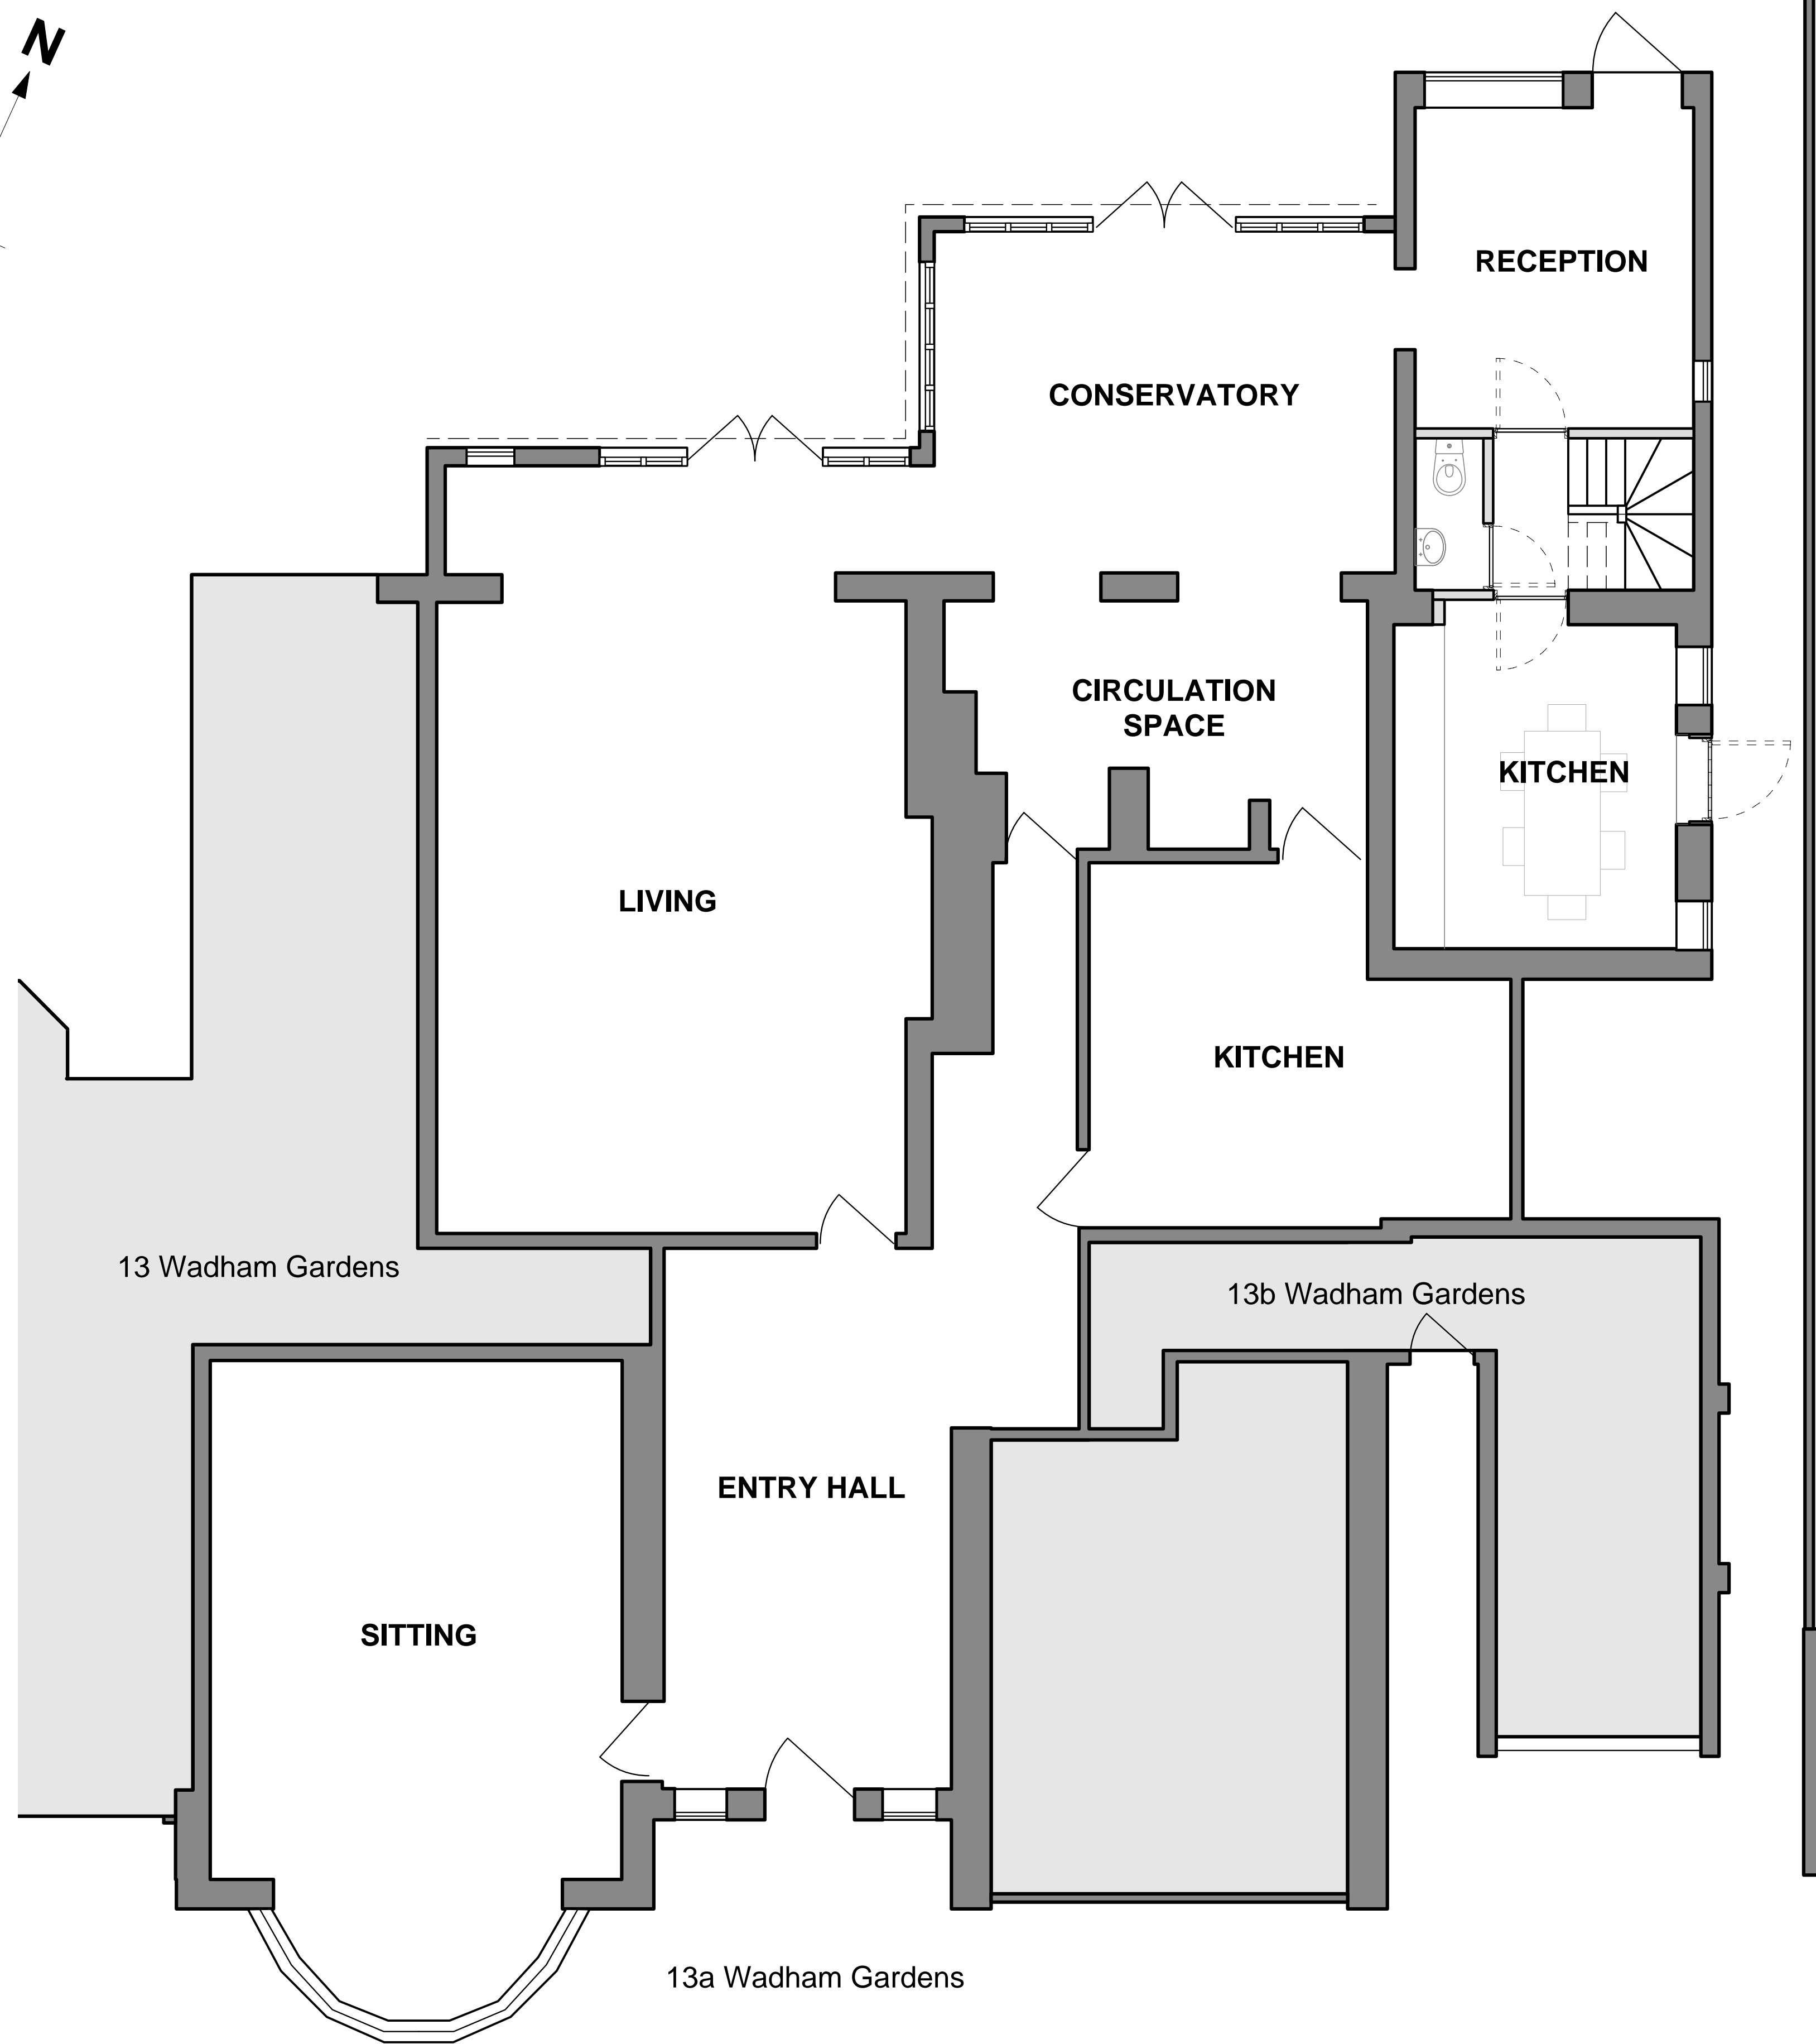 N
RECEPTION
CONSERVATORY
CIRCULATION
SPACE
KITCHEN
LIVING
KITCHEN
13 Wadham Gardens
13b Wadham Gardens
ENTRY HALL
SITTING
13a Wadham Gardens